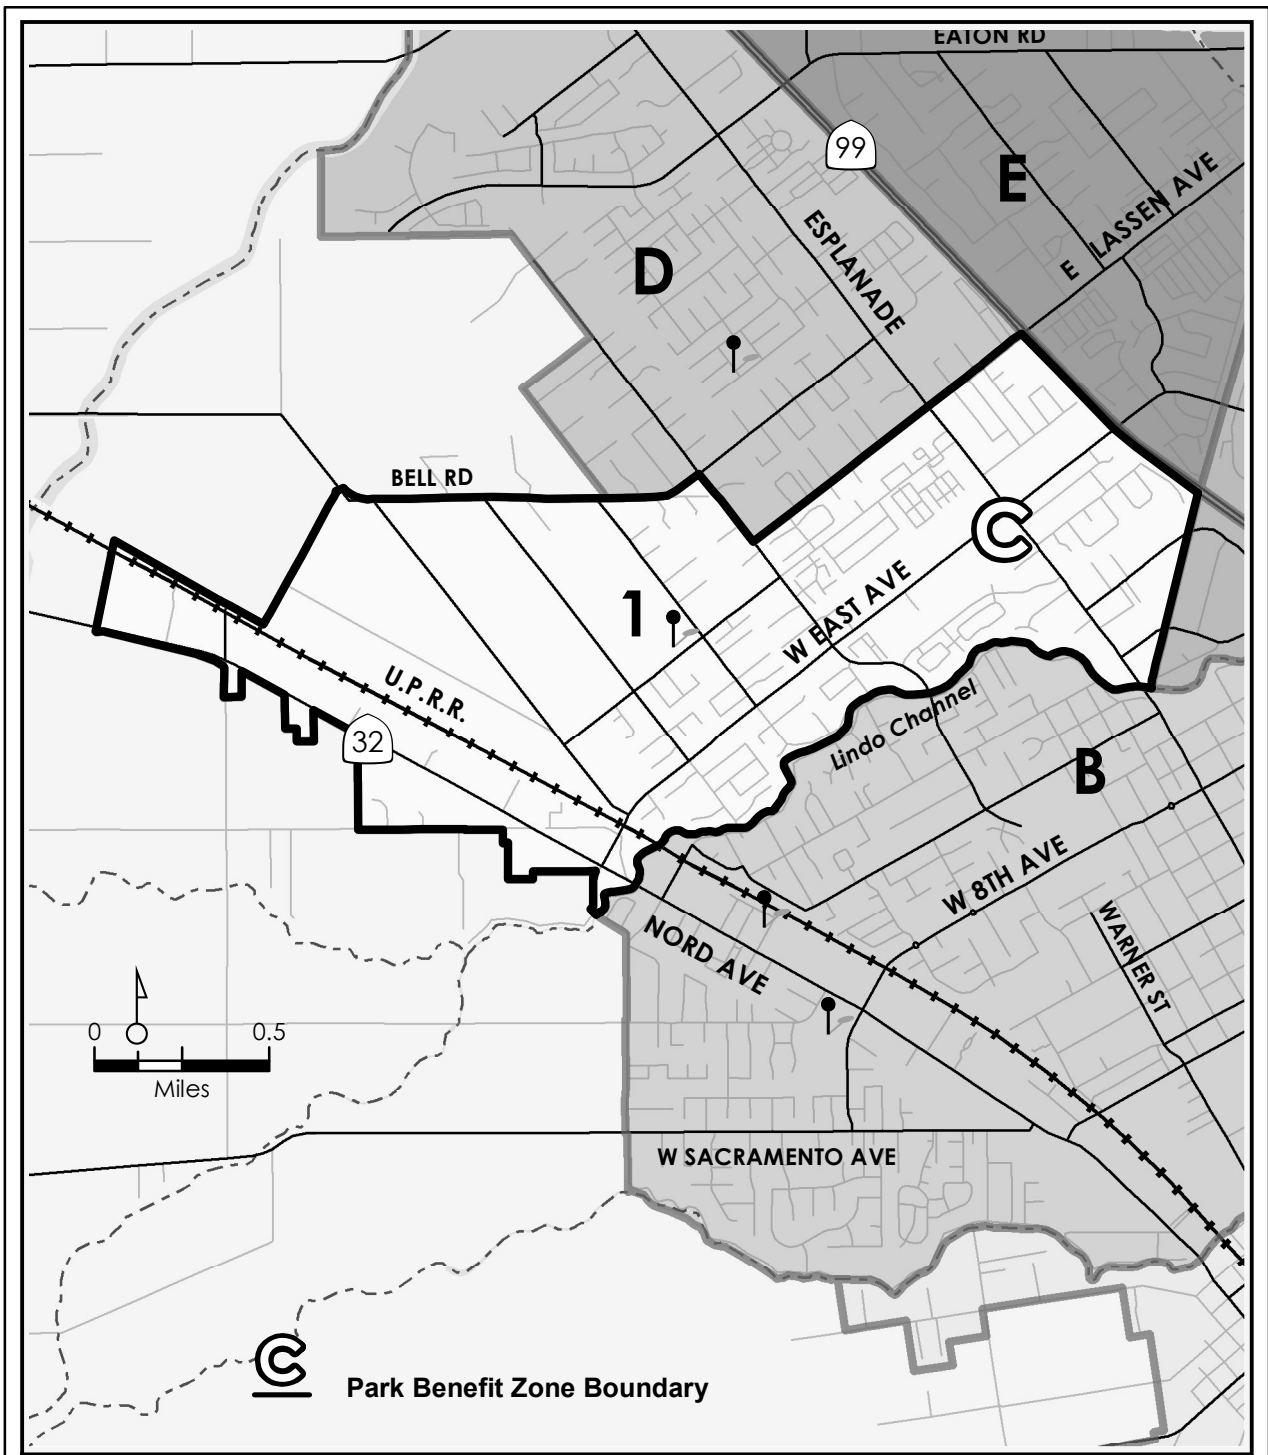 EATON RD
99
E
E LASSEN AVE
ESPLANADE
D
BELL RD
C
1
W EAST AVE
U.P.R.R.
32
Lindo Channel
B
W 8TH AVE
WARNER ST
NORD AVE
0 0.5
Miles
W SACRAMENTO AVE
C Park Benefit Zone Boundary